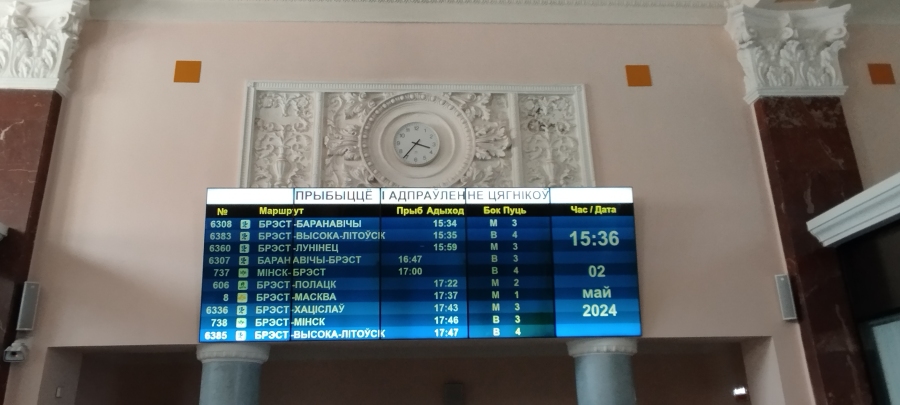 ПРЫБЫЦЦЁ І АДПРАЎЛЕННЕ ЦЯГНІКОЎ
№ Маршрут Прыб Адыход Бок Пуць Час / Дата
6308 БРЭСТ-БАРАНАВІЧЫ 15:34 М 3
6383 БРЭСТ-ВЫСОКА-ЛІТОЎСК 15:35 В 4
6360 БРЭСТ-ЛУНІНЕЦ 15:59 М 3
6307 БАРАНАВІЧЫ-БРЭСТ 16:47 В 3
737 МІНСК-БРЭСТ 17:00 В 4
606 БРЭСТ-ПОЛАЦК 17:22 М 2
8 БРЭСТ-МАСКВА 17:37 М 1
6336 БРЭСТ-ХАЦІСЛАЎ 17:43 М 3
738 БРЭСТ-МІНСК 17:46 В 3
6385 БРЭСТ-ВЫСОКА-ЛІТОЎСК 17:47 В 4
15:36
02
май
2024